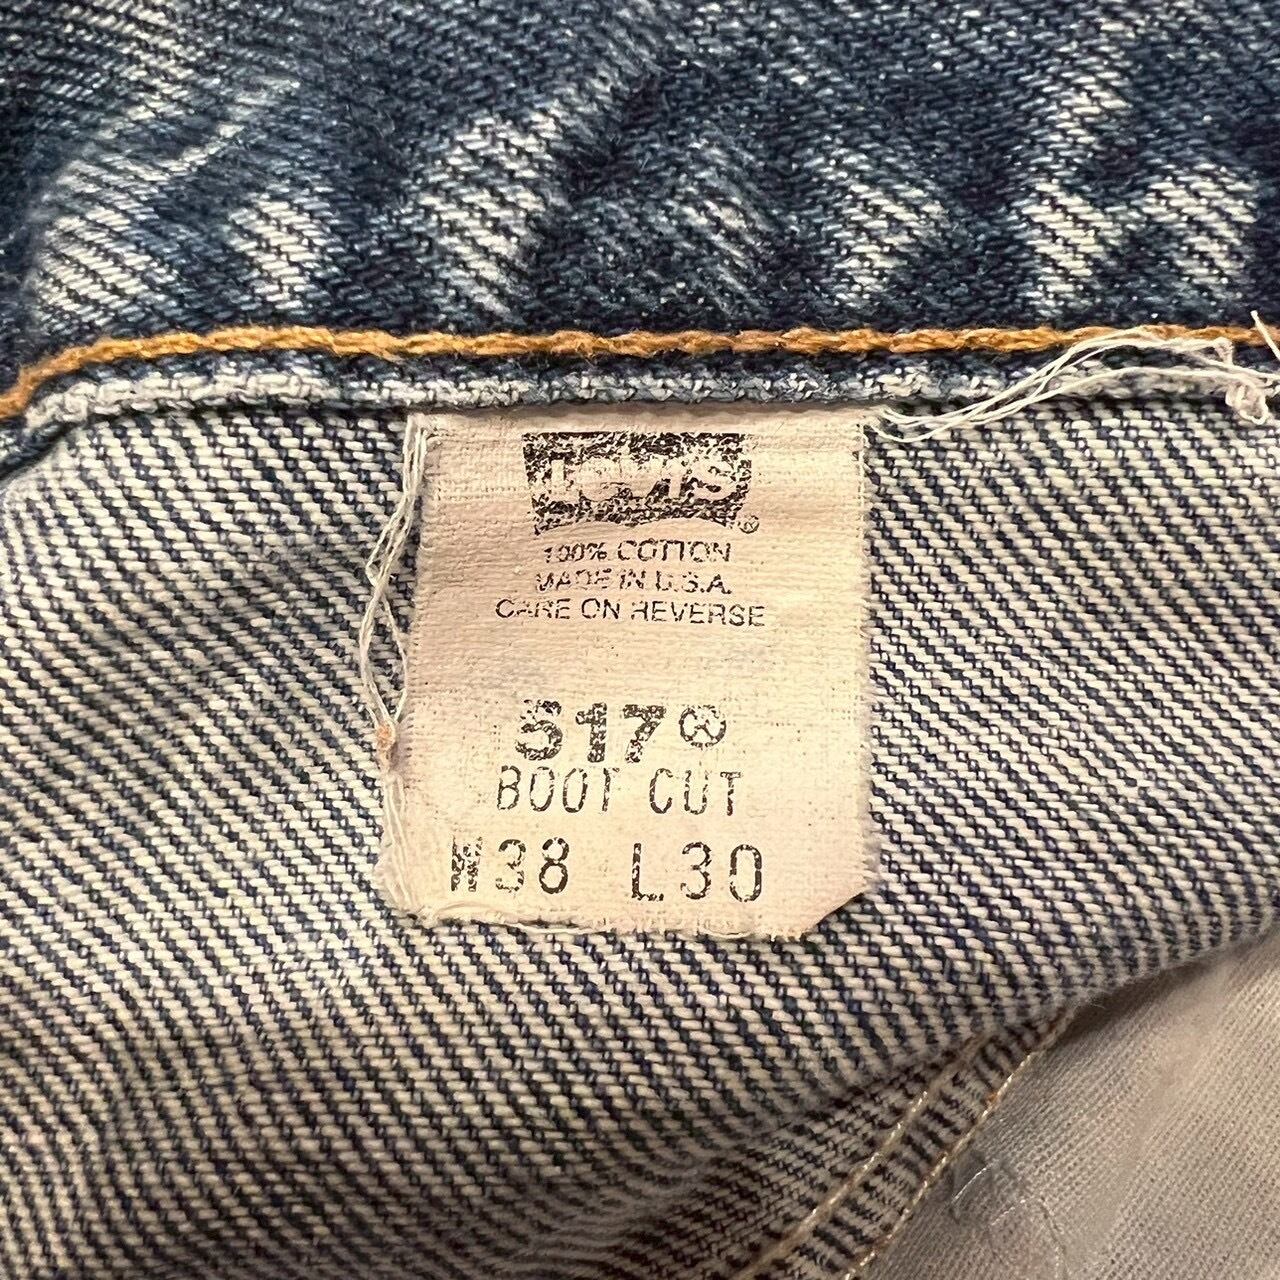 Levi's ®
100% COTTON
MADE IN U.S.A.
CARE ON REVERSE
517®
BOOT CUT
W38 L30